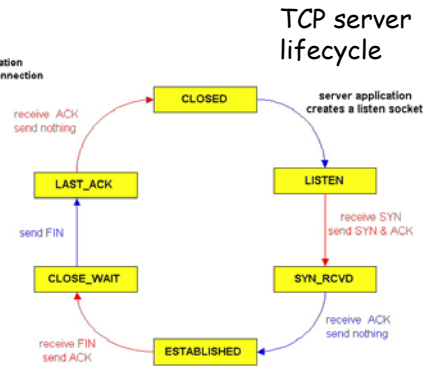 TCP server
lifecycle
nnection
CLOSED
server application
creates a listen socket
receive ACK
send nothing
LAST_ACK
LISTEN
send FIN
receive SYN
send SYN & ACK
CLOSE_WAIT
SYN_RCVD
receive ACK
send nothing
receive FIN
send ACK
ESTABLISHED